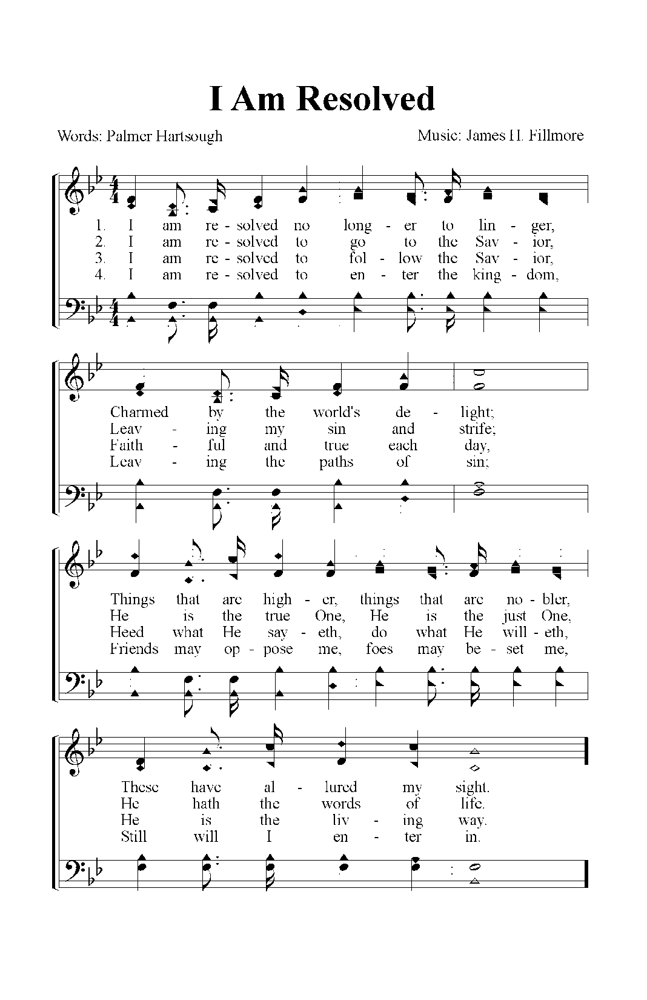 I Am Resolved
Words: Palmer Hartsough Music: James H. Fillmore
1. I am re - solved no long - er to lin - ger,
2. I am re - solved to go to the Sav - ior,
3. I am re - solved to fol - low the Sav - ior,
4. I am re - solved to en - ter the king - dom,
Charmed by the world's de - light;
Leav - ing my sin and strife;
Faith - ful and true each day,
Leav - ing the paths of sin;
Things that are high - er, things that are no - bler,
He is the true One, He is the just One,
Heed what He say - eth, do what He will - eth,
Friends may op - pose me, foes may be - set me,
These have al - lured my sight.
He hath the words of life.
He is the liv - ing way.
Still will I en - ter in.